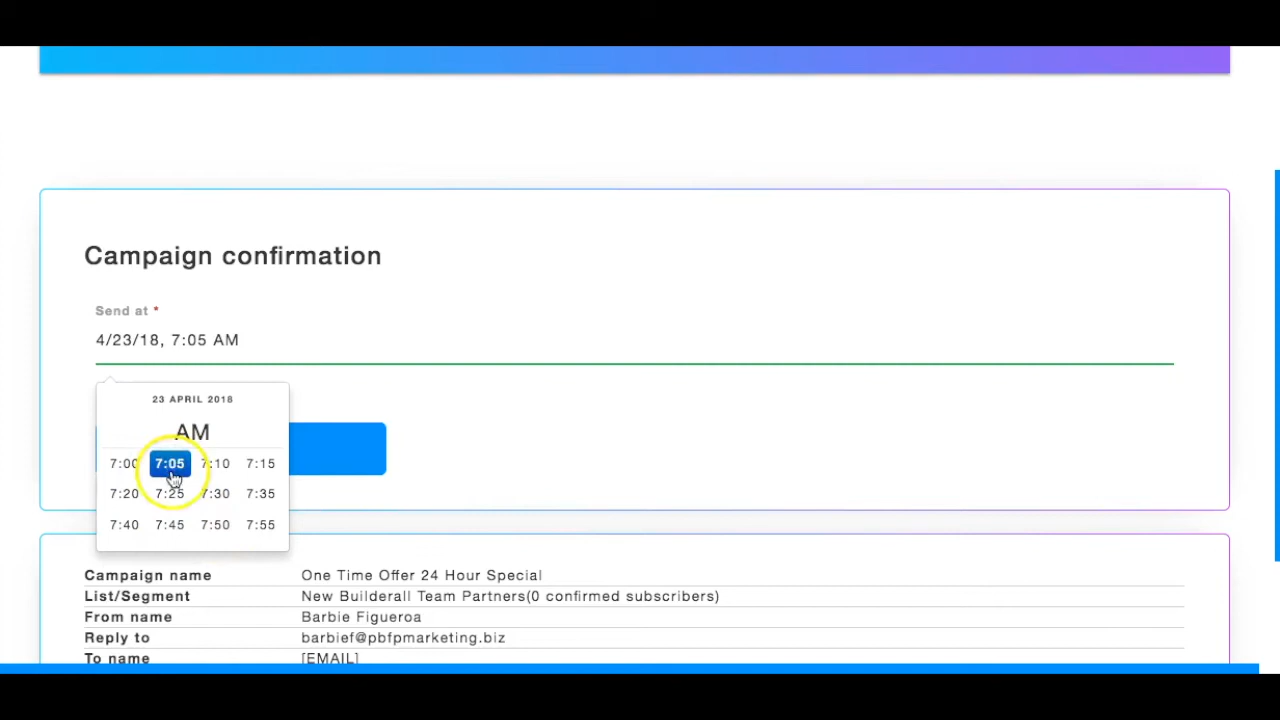 Campaign confirmation
Send at *
4/23/18, 7:05 AM
23 APRIL 2018
AM
7:00 7:05 7:10 7:15
7:20 7:25 7:30 7:35
7:40 7:45 7:50 7:55
Campaign name One Time Offer 24 Hour Special
List/Segment New Builderall Team Partners(0 confirmed subscribers)
From name Barbie Figueroa
Reply to barbief@pbfpmarketing.biz
To name [EMAIL]